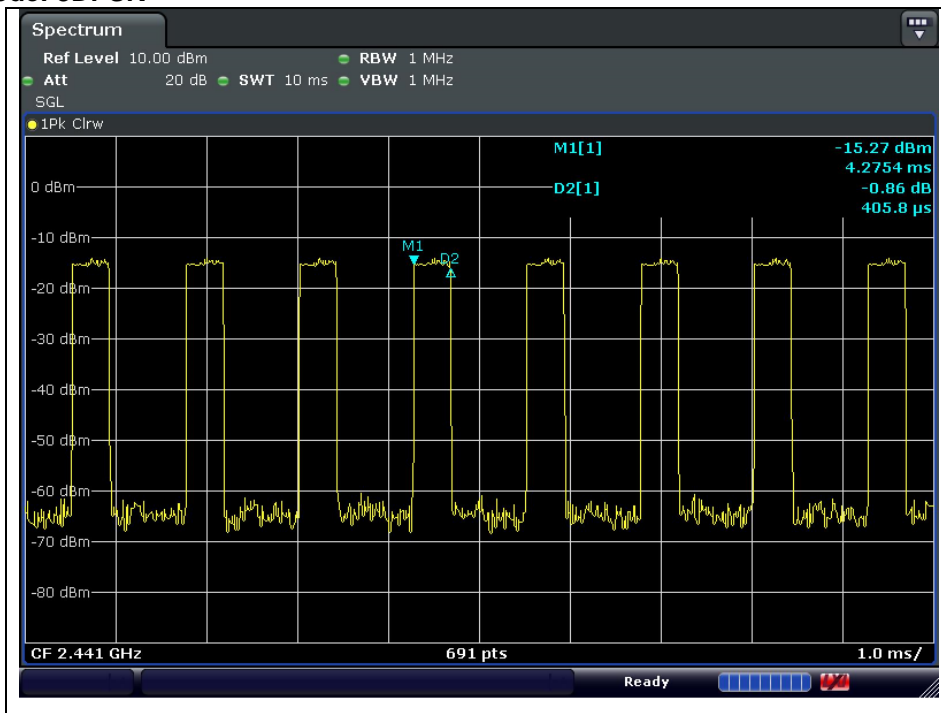 Spectrum
Ref Level 10.00 dBm RBW 1 MHz
Att 20 dB SWT 10 ms VBW 1 MHz
SGL
1Pk Clrw
M1[1] -15.27 dBm
4.2754 ms
0 dBm D2[1] -0.86 dB
405.8 µs
-10 dBm
M1
D2
-20 dBm
-30 dBm
-40 dBm
-50 dBm
-60 dBm
-70 dBm
-80 dBm
CF 2.441 GHz 691 pts 1.0 ms/
Ready